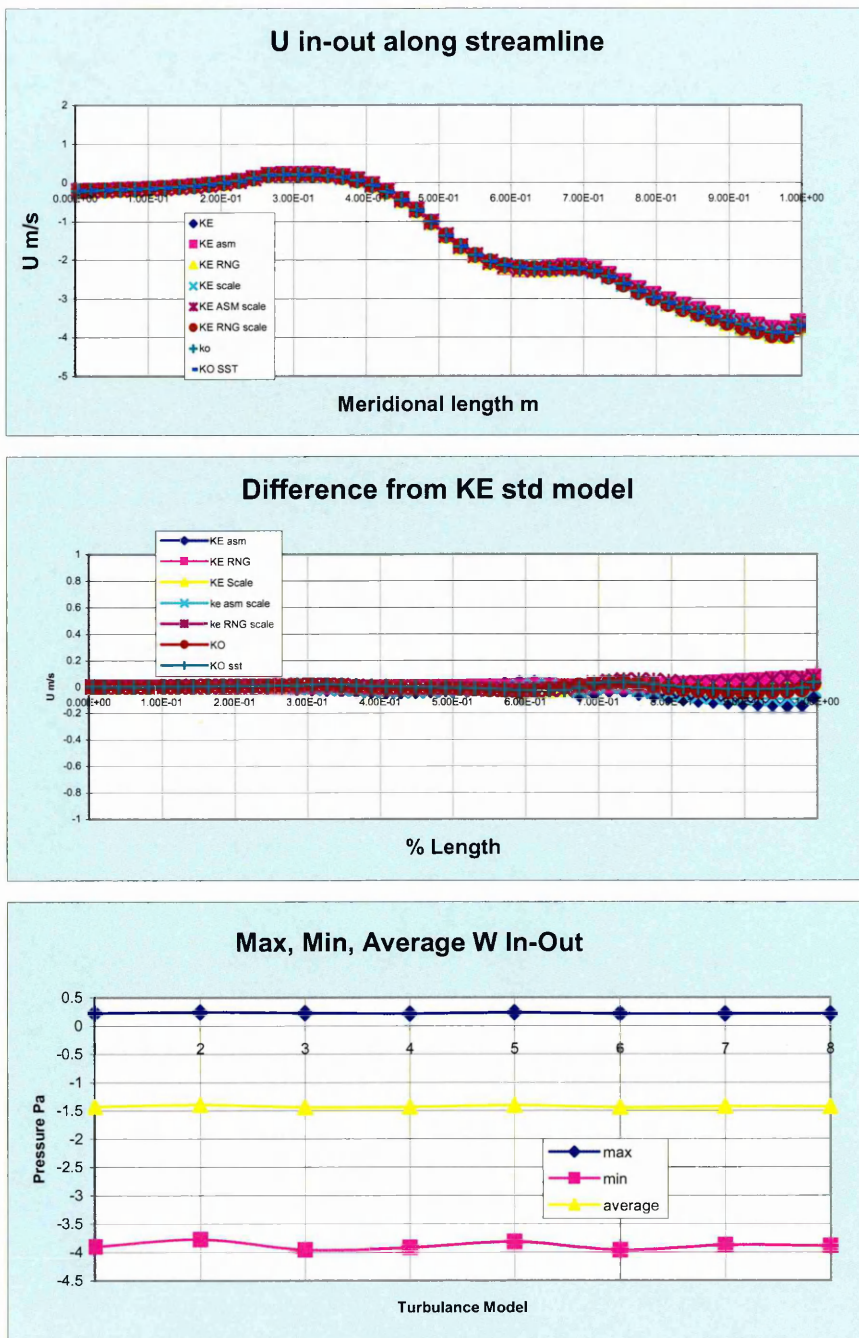 U in-out along streamline
2
1
0
-1
-2
-3
-4
-5
0.00E+00 1.00E-01 2.00E-01 3.00E-01 4.00E-01 5.00E-01 6.00E-01 7.00E-01 8.00E-01 9.00E-01 1.00E+00
U m/s
KE
KE asm
KE RNG
KE scale
KE ASM scale
KE RNG scale
ko
KO SST
Meridional length m
Difference from KE std model
KE asm
KE RNG
KE Scale
ke asm scale
ke RNG scale
KO
KO sst
1
0.8
0.6
0.4
0.2
0
-0.2
-0.4
-0.6
-0.8
-1
U m/s
1.00E-01 2.00E-01 3.00E-01 4.00E-01 5.00E-01 6.00E-01 7.00E-01
% Length
Max, Min, Average W In-Out
0.5
0
-0.5
-1
-1.5
-2
-2.5
-3
-3.5
-4
-4.5
2 3 4 5 6 7 8
Pressure Pa
max
min
average
Turbulance Model